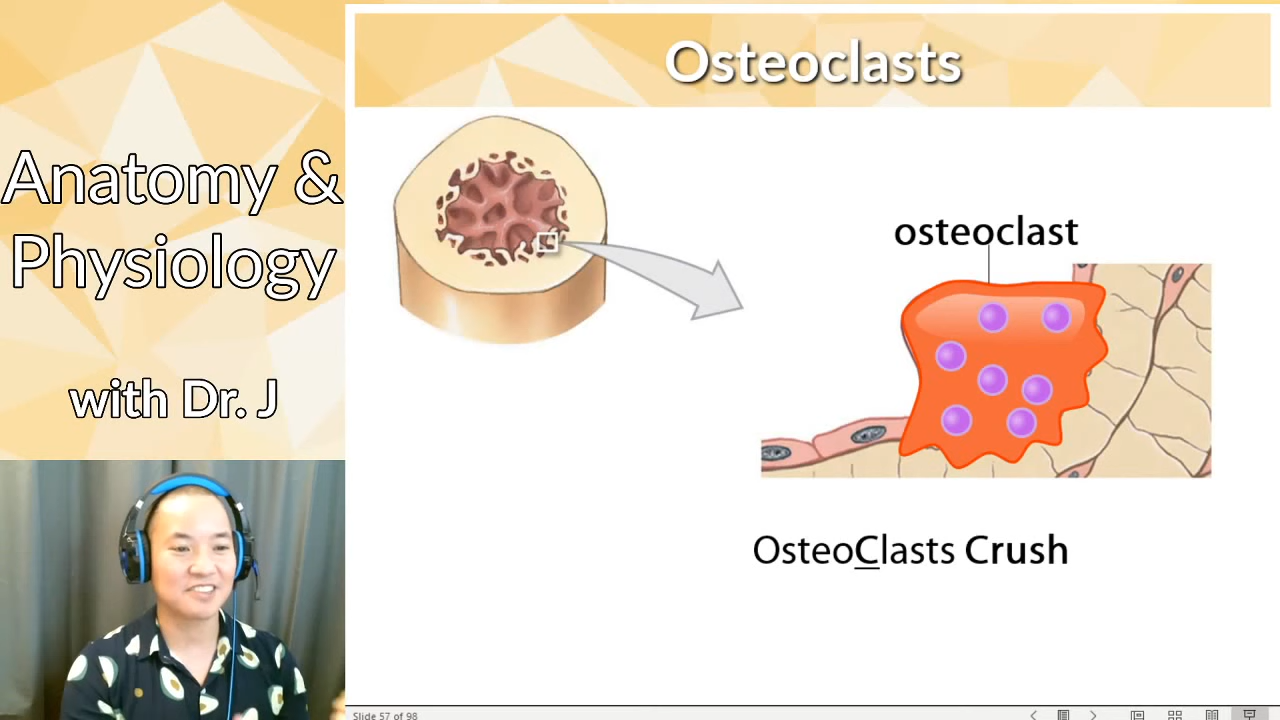 Anatomy &
Physiology
with Dr. J
Osteoclasts
osteoclast
OsteoClasts Crush
Slide 57 of 98